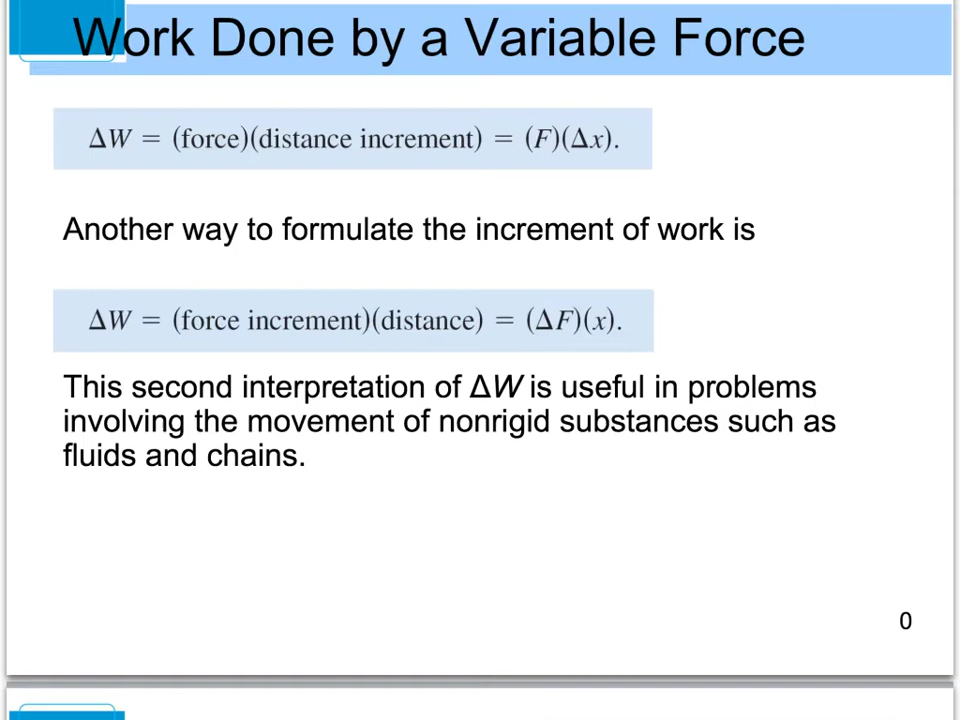 Work Done by a Variable Force
ΔW = (force)(distance increment) = (F)(Δx).
Another way to formulate the increment of work is
ΔW = (force increment)(distance) = (ΔF)(x).
This second interpretation of ΔW is useful in problems
involving the movement of nonrigid substances such as
fluids and chains.
0